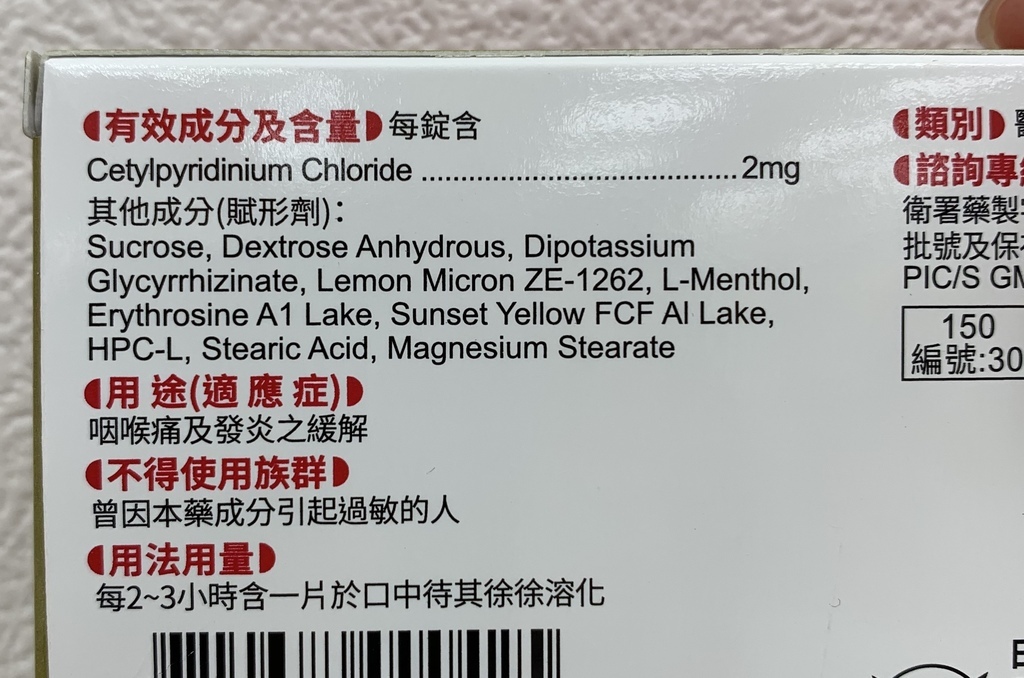 有效成分及含量 每錠含
Cetylpyridinium Chloride ...................................... 2mg
其他成分(賦形劑)：
Sucrose, Dextrose Anhydrous, Dipotassium
Glycyrrhizinate, Lemon Micron ZE-1262, L-Menthol,
Erythrosine A1 Lake, Sunset Yellow FCF Al Lake,
HPC-L, Stearic Acid, Magnesium Stearate
用途(適應症)
咽喉痛及發炎之緩解
不得使用族群
曾因本藥成分引起過敏的人
用法用量
每2~3小時含一片於口中待其徐徐溶化
類別
諮詢專
衛署藥製
批號及保
PIC/S GM
150
編號:30